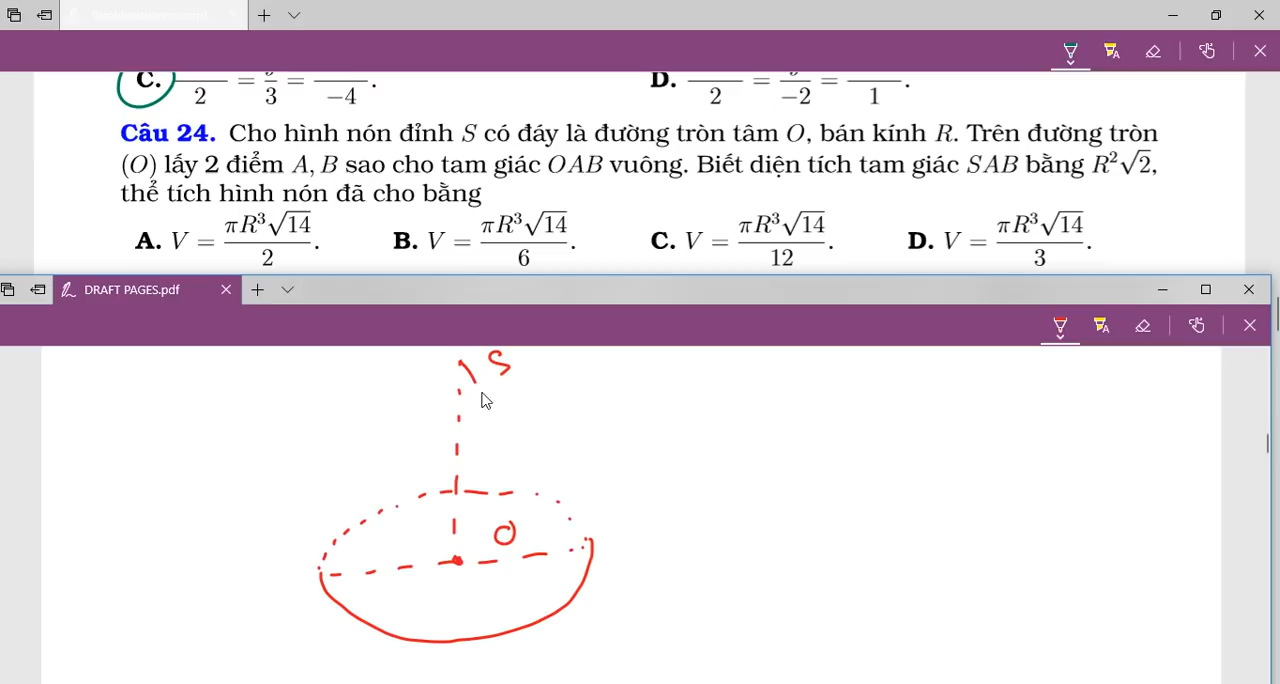 C. —/2 = —/3 = —/−4 .
D. —/2 = —/−2 = —/1 .
Câu 24. Cho hình nón đỉnh S có đáy là đường tròn tâm O, bán kính R. Trên đường tròn
(O) lấy 2 điểm A, B sao cho tam giác OAB vuông. Biết diện tích tam giác SAB bằng R²√2,
thể tích hình nón đã cho bằng
A. V = πR³√14/2. B. V = πR³√14/6. C. V = πR³√14/12. D. V = πR³√14/3.
DRAFT PAGES.pdf
S
O